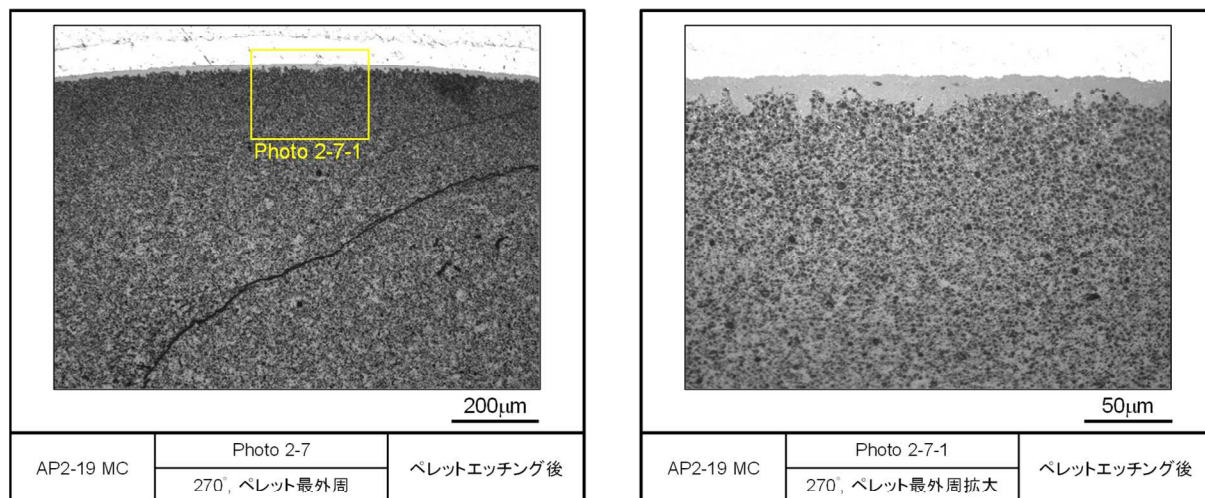 Photo 2-7-1
200μm
AP2-19 MC
Photo 2-7
270°, ペレット最外周
ペレットエッチング後
50μm
AP2-19 MC
Photo 2-7-1
270°, ペレット最外周拡大
ペレットエッチング後